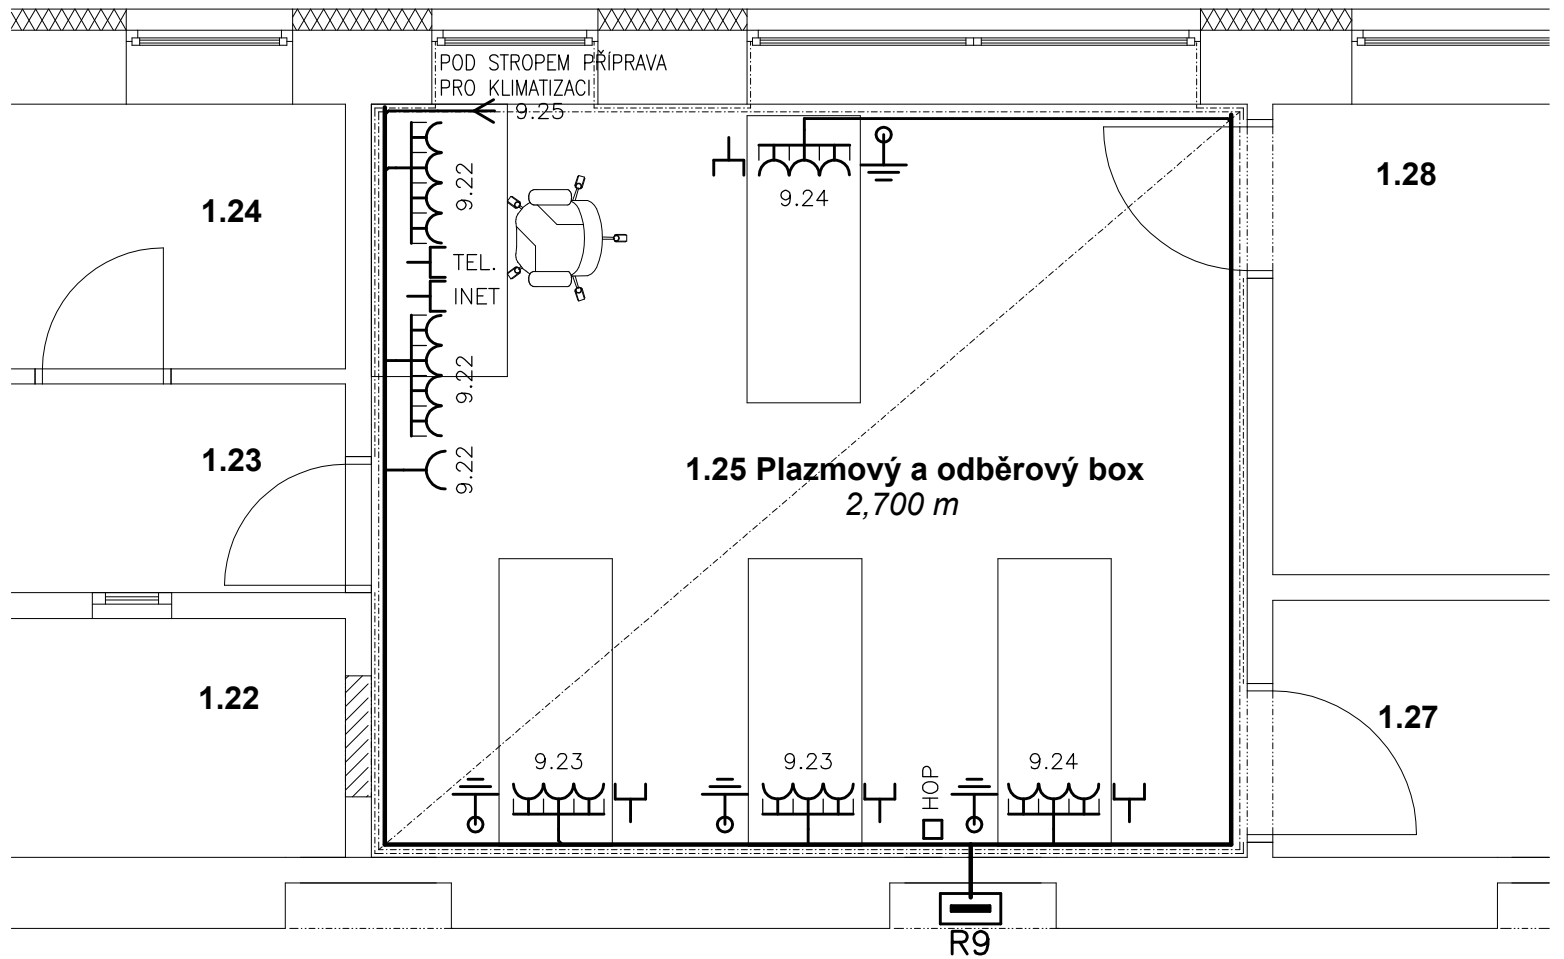 POD STROPEM PŘÍPRAVA
PRO KLIMATIZACI
9.25
9.22
TEL.
INET
9.22
9.22
9.24
1.24
1.28
1.23
1.25 Plazmový a odběrový box
2,700 m
1.22
1.27
9.23
9.23
HOP
9.24
R9